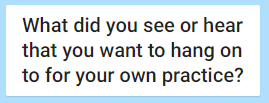 What did you see or hear
that you want to hang on
to for your own practice?